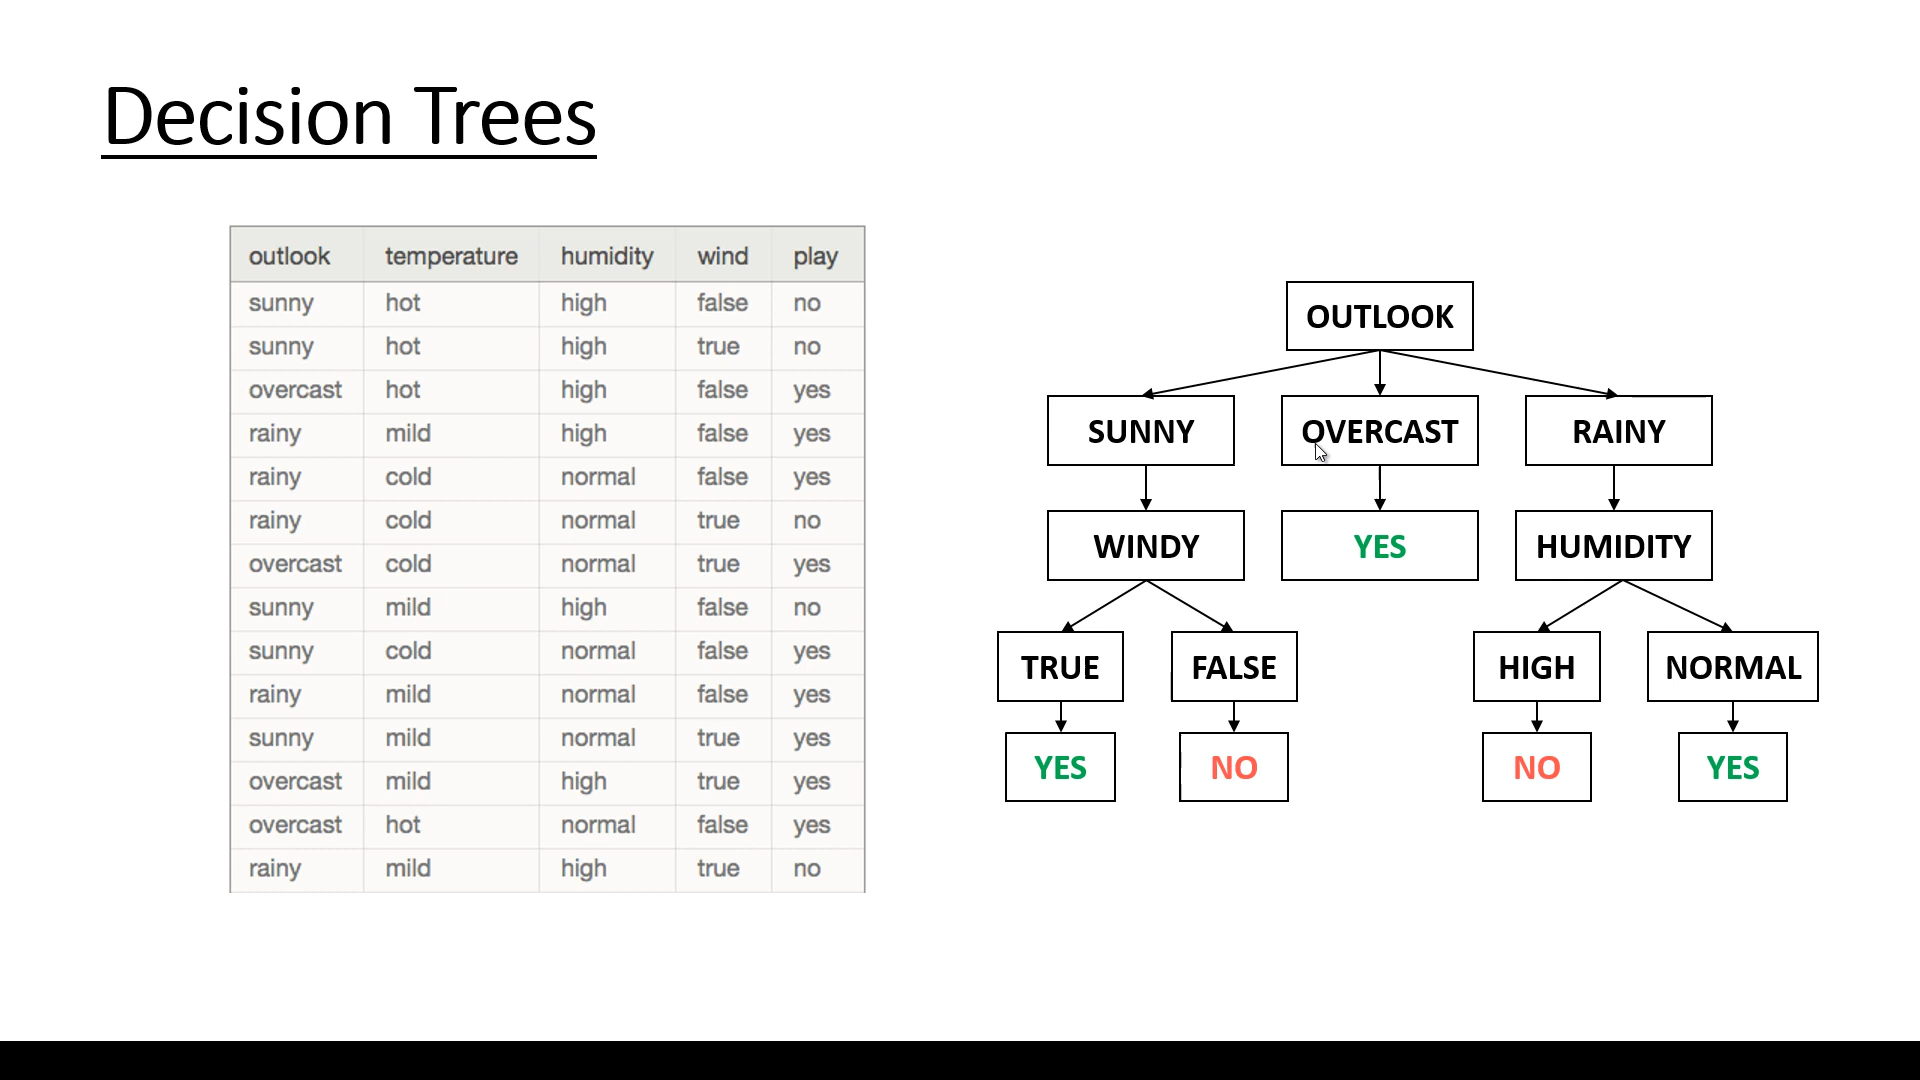 Decision Trees
outlook temperature humidity wind play
sunny hot high false no
sunny hot high true no
overcast hot high false yes
rainy mild high false yes
rainy cold normal false yes
rainy cold normal true no
overcast cold normal true yes
sunny mild high false no
sunny cold normal false yes
rainy mild normal false yes
sunny mild normal true yes
overcast mild high true yes
overcast hot normal false yes
rainy mild high true no
OUTLOOK
SUNNY OVERCAST RAINY
WINDY YES HUMIDITY
TRUE FALSE HIGH NORMAL
YES NO NO YES